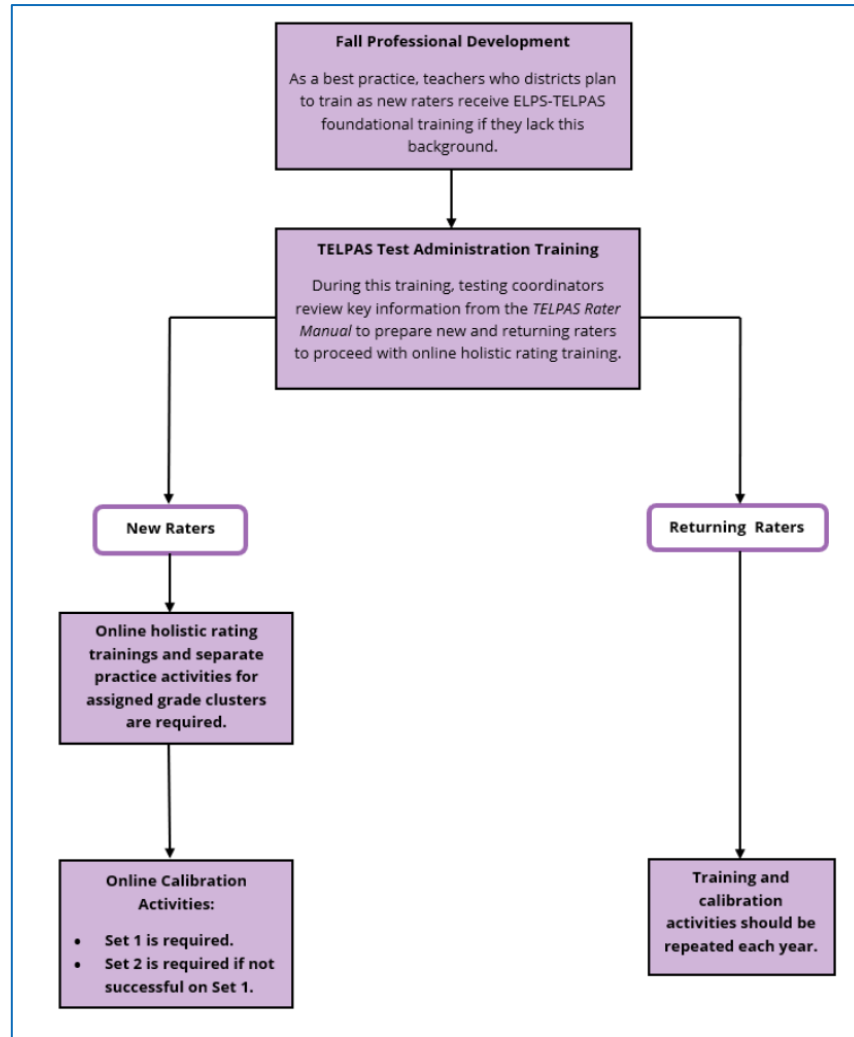 Fall Professional Development
As a best practice, teachers who districts plan
to train as new raters receive ELPS-TELPAS
foundational training if they lack this
background.
TELPAS Test Administration Training
During this training, testing coordinators
review key information from the TELPAS Rater
Manual to prepare new and returning raters
to proceed with online holistic rating training.
New Raters
Returning Raters
Online holistic rating
trainings and separate
practice activities for
assigned grade clusters
are required.
Online Calibration
Activities:
• Set 1 is required.
• Set 2 is required if not
successful on Set 1.
Training and
calibration
activities should be
repeated each year.